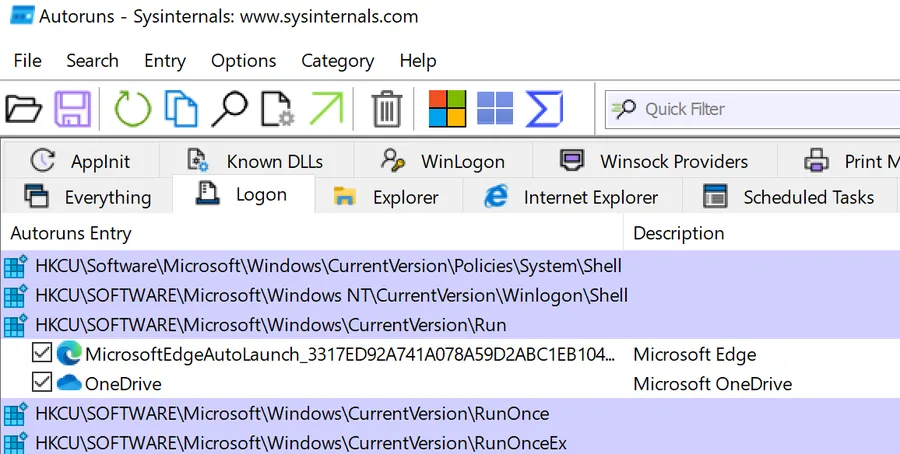 Autoruns - Sysinternals: www.sysinternals.com
File Search Entry Options Category Help
Quick Filter
AppInit Known DLLs WinLogon Winsock Providers Print M
Everything Logon Explorer Internet Explorer Scheduled Tasks
Autoruns Entry Description
HKCU\Software\Microsoft\Windows\CurrentVersion\Policies\System\Shell
HKCU\SOFTWARE\Microsoft\Windows NT\CurrentVersion\Winlogon\Shell
HKCU\SOFTWARE\Microsoft\Windows\CurrentVersion\Run
MicrosoftEdgeAutoLaunch_3317ED92A741A078A59D2ABC1EB104... Microsoft Edge
OneDrive Microsoft OneDrive
HKCU\SOFTWARE\Microsoft\Windows\CurrentVersion\RunOnce
HKCU\SOFTWARE\Microsoft\Windows\CurrentVersion\RunOnceEx